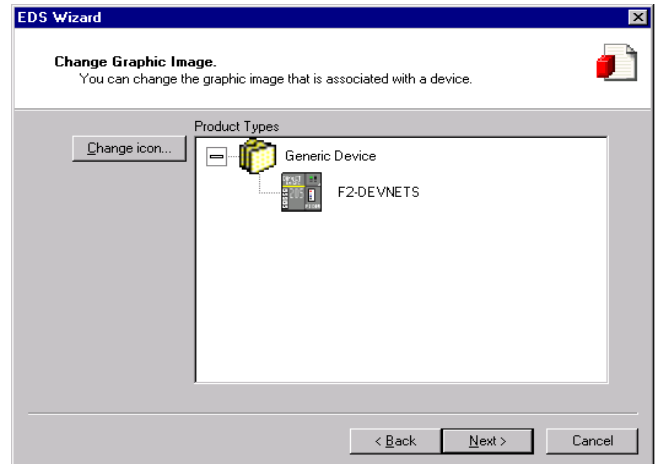 EDS Wizard
Change Graphic Image.
You can change the graphic image that is associated with a device.
Product Types
Change icon...
Generic Device
F2-DEVNETS
< Back
Next >
Cancel